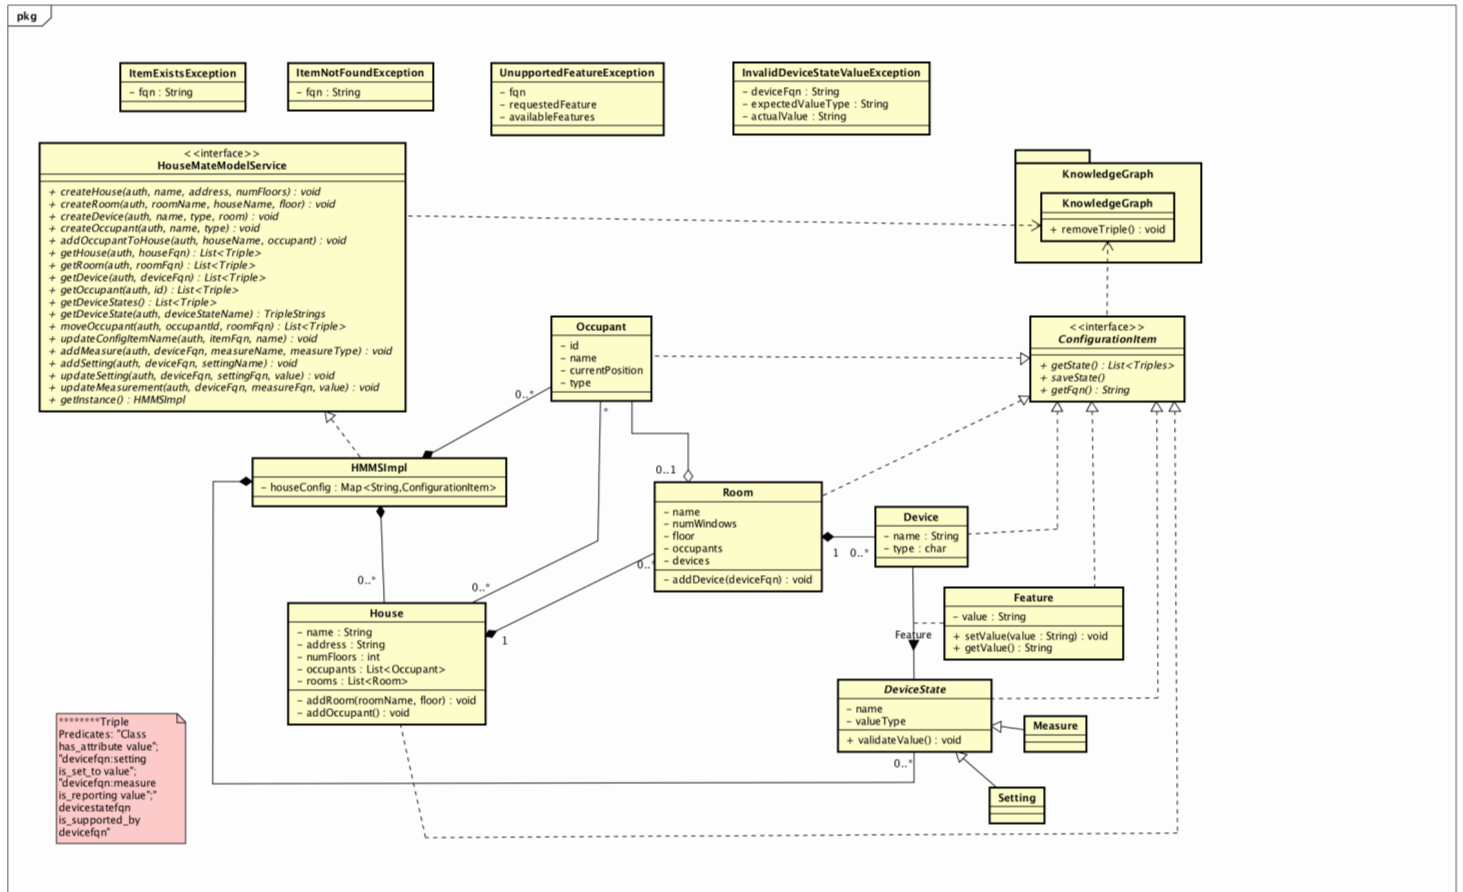 pkg
ItemExistsException
- fqn : String
ItemNotFoundException
- fqn : String
UnupportedFeatureException
- fqn
- requestedFeature
- availableFeatures
InvalidDeviceStateValueException
- deviceFqn : String
- expectedValueType : String
- actualValue : String
<<interface>>
HouseMateModelService
+ createHouse(auth, name, address, numFloors) : void
+ createRoom(auth, roomName, houseName, floor) : void
+ createDevice(auth, name, type, room) : void
+ createOccupant(auth, name, type) : void
+ addOccupantToHouse(auth, houseName, occupant) : void
+ getHouse(auth, houseFqn) : List<Triple>
+ getRoom(auth, roomFqn) : List<Triple>
+ getDevice(auth, deviceFqn) : List<Triple>
+ getOccupant(auth, id) : List<Triple>
+ getDeviceStates() : List<Triple>
+ getDeviceState(auth, deviceStateName) : TripleStrings
+ moveOccupant(auth, occupantId, roomFqn) : List<Triple>
+ updateConfigItemName(auth, itemFqn, name) : void
+ addMeasure(auth, deviceFqn, measureName, measureType) : void
+ addSetting(auth, deviceFqn, settingName) : void
+ updateSetting(auth, deviceFqn, settingFqn, value) : void
+ updateMeasurement(auth, deviceFqn, measureFqn, value) : void
+ getInstance() : HMMSImpl
KnowledgeGraph
KnowledgeGraph
+ removeTriple() : void
Occupant
- id
- name
- currentPosition
- type
<<interface>>
ConfigurationItem
+ getState() : List<Triples>
+ saveState()
+ getFqn() : String
0..*
*
HMMSImpl
- houseConfig : Map<String,ConfigurationItem>
0..1
Room
- name
- numWindows
- floor
- occupants
- devices
- addDevice(deviceFqn) : void
Device
- name : String
- type : char
1 0..*
0..*
0..*
0..
House
- name : String
- address : String
- numFloors : int
- occupants : List<Occupant>
- rooms : List<Room>
- addRoom(roomName, floor) : void
- addOccupant() : void
1
Feature
- value : String
+ setValue(value : String) : void
+ getValue() : String
Feature
DeviceState
- name
- valueType
+ validateValue() : void
0..*
Measure
Setting
********Triple
Predicates: "Class
has_attribute value";
"devicefqn:setting
is_set_to value";
"devicefqn:measure
is_reporting value";"
devicestatefqn
is_supported_by
devicefqn"